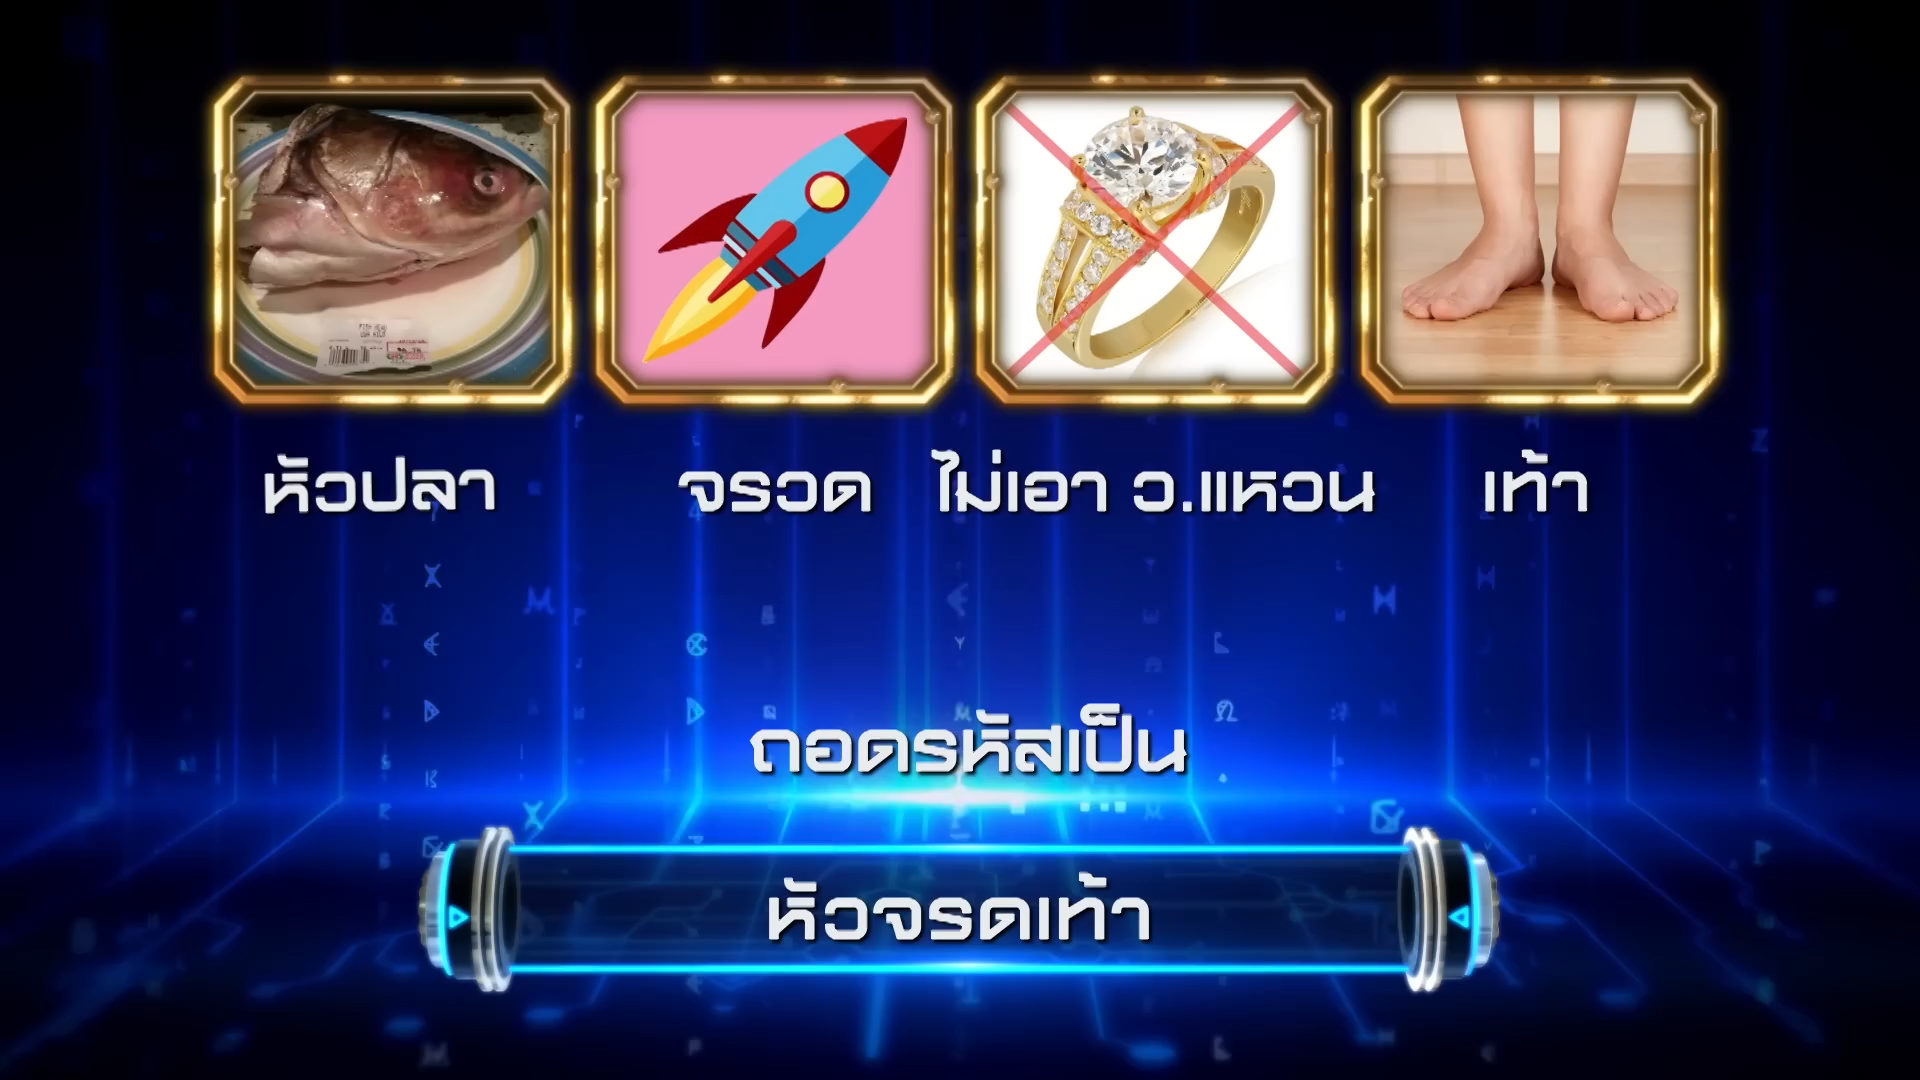 หัวปลา
จรวด
ไม่เอา ว.แหวน
เท้า
ถอดรหัสเป็น
หัวจรดเท้า